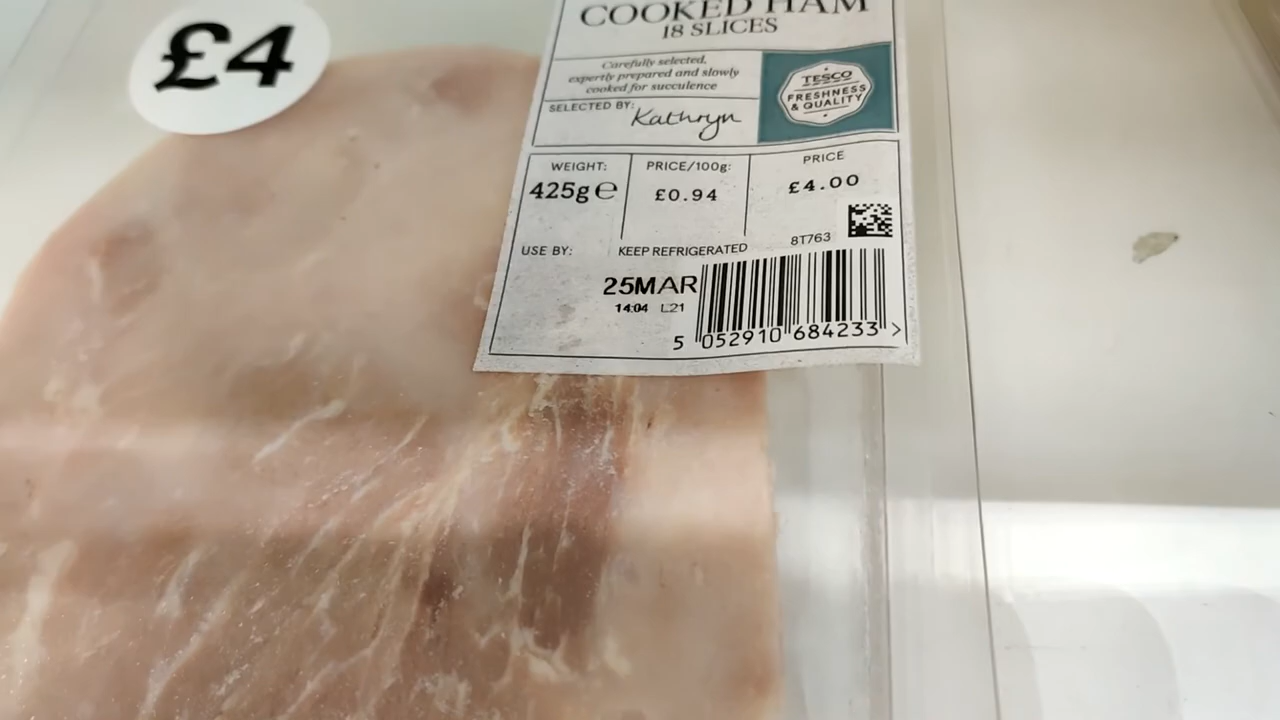 £4
COOKED HAM
18 SLICES
Carefully selected,
expertly prepared and slowly
cooked for succulence
SELECTED BY: Kathryn
TESCO
FRESHNESS
& QUALITY
WEIGHT:
425g℮
PRICE/100g:
£0.94
PRICE
£4.00
USE BY:
KEEP REFRIGERATED
8T763
25MAR
14:04 L21
5 052910 684233 >